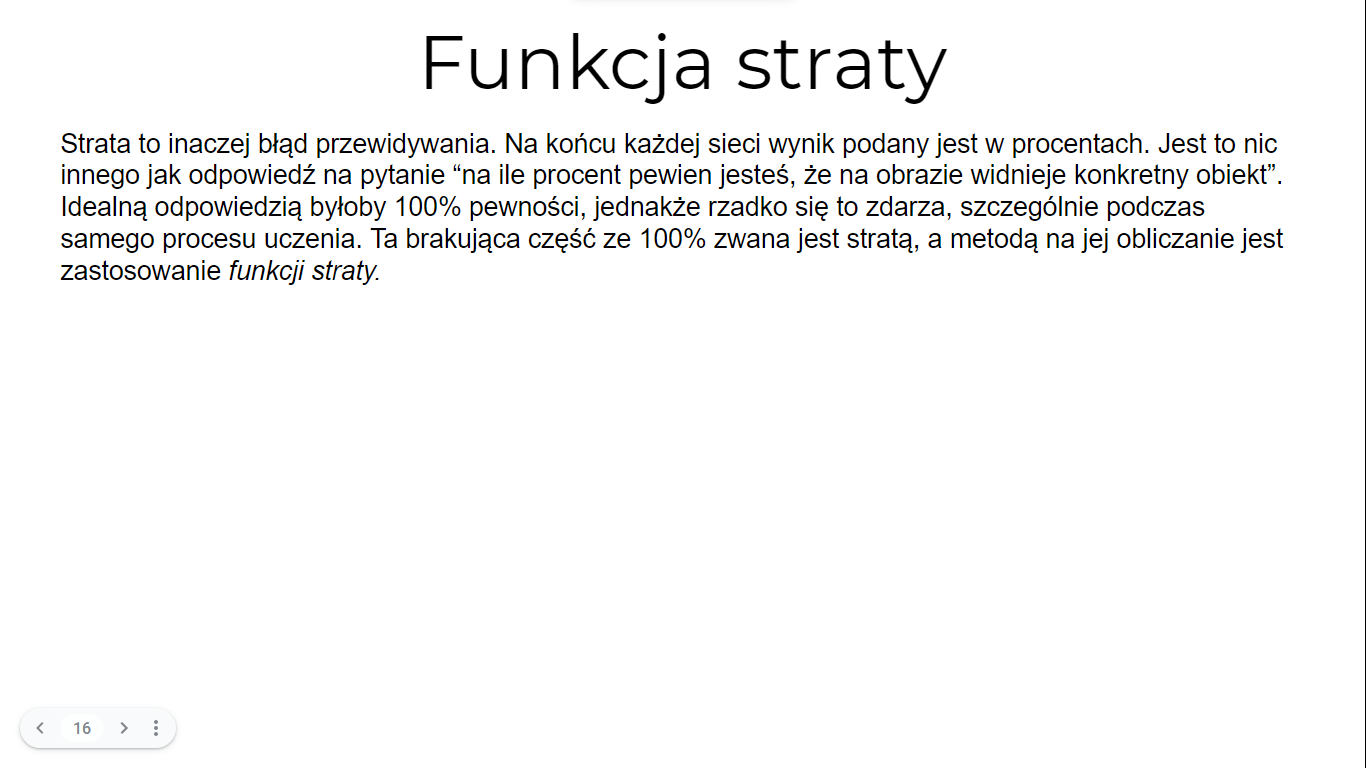 Funkcja straty
Strata to inaczej błąd przewidywania. Na końcu każdej sieci wynik podany jest w procentach. Jest to nic
innego jak odpowiedź na pytanie “na ile procent pewien jesteś, że na obrazie widnieje konkretny obiekt”.
Idealną odpowiedzią byłoby 100% pewności, jednakże rzadko się to zdarza, szczególnie podczas
samego procesu uczenia. Ta brakująca część ze 100% zwana jest stratą, a metodą na jej obliczanie jest
zastosowanie funkcji straty.
16